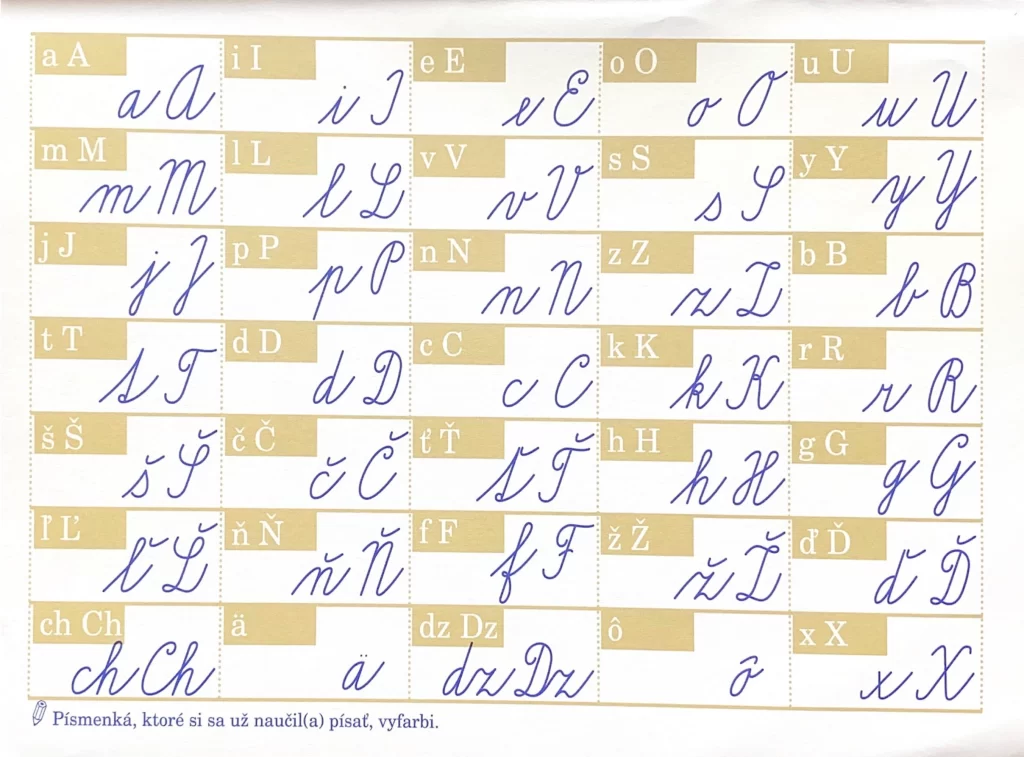 a A i I e E o O u U
a A i I e E o O u U
m M l L v V s S y Y
m M l L v V s S y Y
j J p P n N z Z b B
j J p P n N z Z b B
t T d D c C k K r R
t T d D c C k K r R
š Š č Č ť Ť h H g G
š Š č Č ť Ť h H g G
ľ Ľ ň Ň f F ž Ž ď Ď
ľ Ľ ň Ň f F ž Ž ď Ď
ch Ch ä dz Dz ô x X
ch Ch ä dz Dz ô x X
Písmenká, ktoré si sa už naučil(a) písať, vyfarbi.